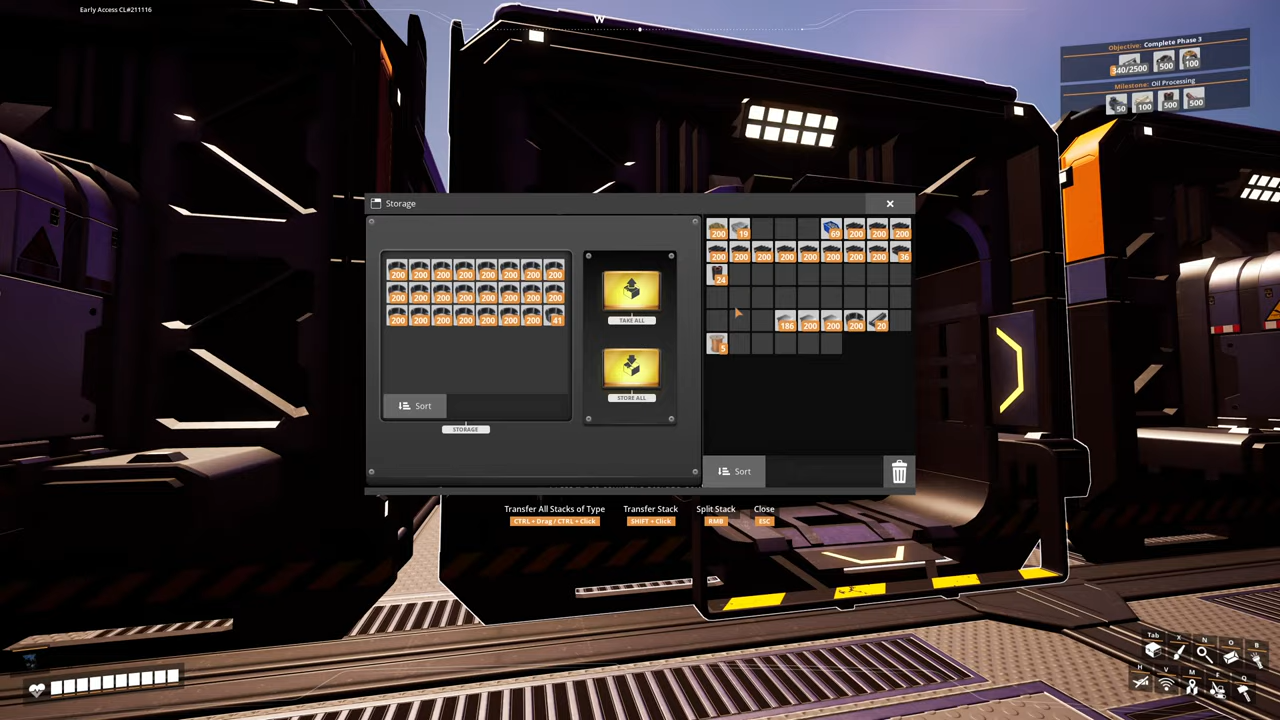 Early Access CL#211116
W
Objective: Complete Phase 3
340/2500 500 100
Milestone: Oil Processing
50 100 500 500
Storage
200 200 200 200 200 200 200 200
200 200 200 200 200 200 200 200
200 200 200 200 200 200 200 41
Sort
STORAGE
TAKE ALL
STORE ALL
200 19 69 200 200 200
200 200 200 200 200 200 200 200 36
24
186 200 200 200 20
5
Sort
Transfer All Stacks of Type
CTRL + Drag / CTRL + Click
Transfer Stack
SHIFT + Click
Split Stack
RMB
Close
ESC
Tab X N O B
H V M F Q